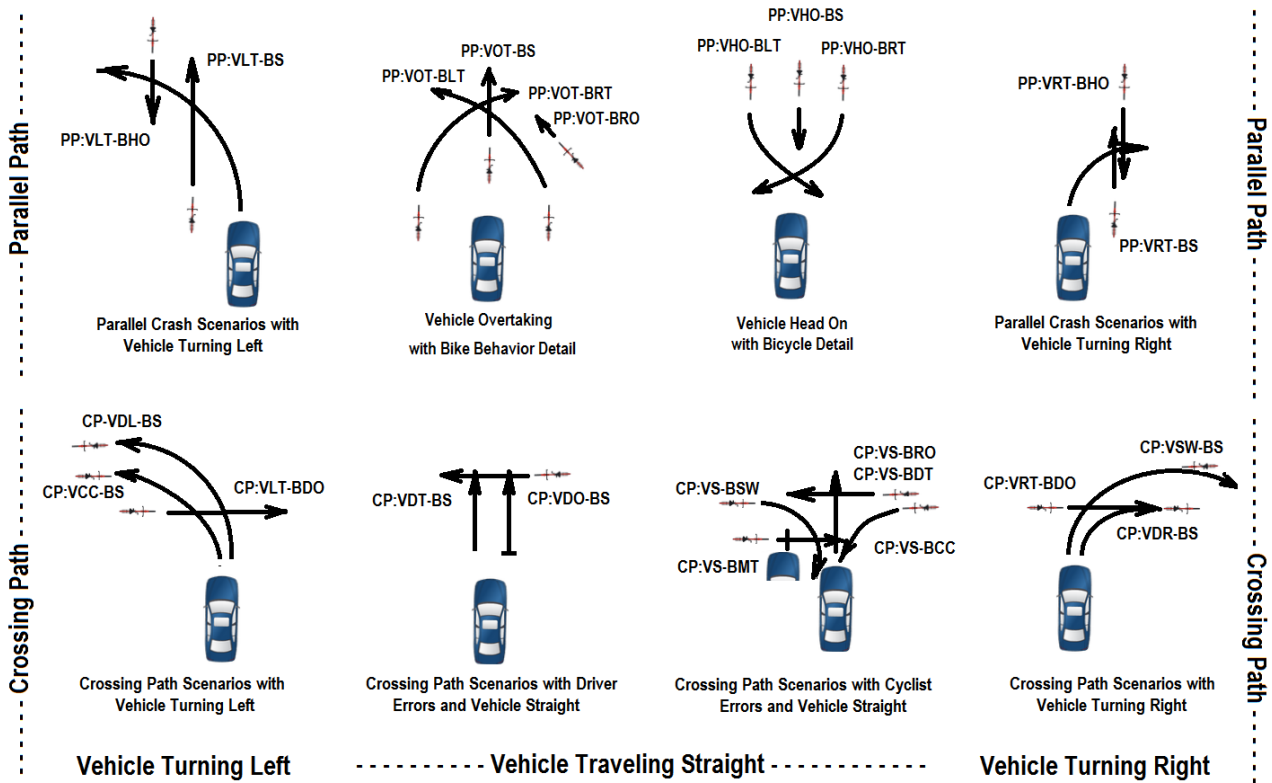 Parallel Path
PP:VLT-BS
PP:VLT-BHO
Parallel Crash Scenarios with
Vehicle Turning Left
PP:VOT-BS
PP:VOT-BLT
PP:VOT-BRT
PP:VOT-BRO
Vehicle Overtaking
with Bike Behavior Detail
PP:VHO-BS
PP:VHO-BLT
PP:VHO-BRT
Vehicle Head On
with Bicycle Detail
PP:VRT-BHO
PP:VRT-BS
Parallel Crash Scenarios with
Vehicle Turning Right
Parallel Path
Crossing Path
CP-VDL-BS
CP:VCC-BS
CP:VLT-BDO
Crossing Path Scenarios with
Vehicle Turning Left
CP:VDT-BS
CP:VDO-BS
Crossing Path Scenarios with Driver
Errors and Vehicle Straight
CP:VS-BRO
CP:VS-BDT
CP:VS-BSW
CP:VS-BMT
CP:VS-BCC
Crossing Path Scenarios with Cyclist
Errors and Vehicle Straight
CP:VSW-BS
CP:VRT-BDO
CP:VDR-BS
Crossing Path Scenarios with
Vehicle Turning Right
Crossing Path
Vehicle Turning Left
Vehicle Traveling Straight
Vehicle Turning Right